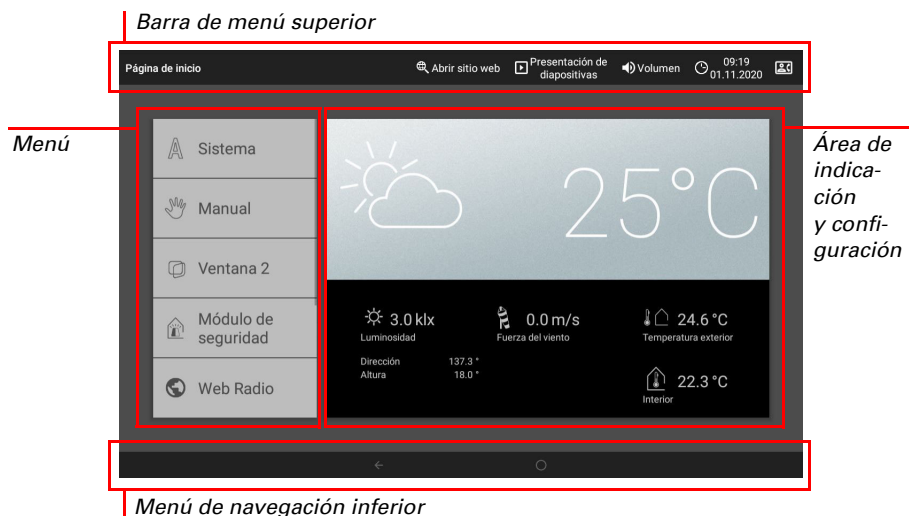 Barra de menú superior
Página de inicio
Abrir sitio web
Presentación de
diapositivas
Volumen
09:19
01.11.2020
Menú
Sistema
Manual
Ventana 2
Módulo de
seguridad
Web Radio
25°C
3.0 klx
Luminosidad
Dirección 137.3 °
Altura 18.0 °
0.0 m/s
Fuerza del viento
24.6 °C
Temperatura exterior
22.3 °C
Interior
Área de
indica-
ción
y confi-
guración
Menú de navegación inferior